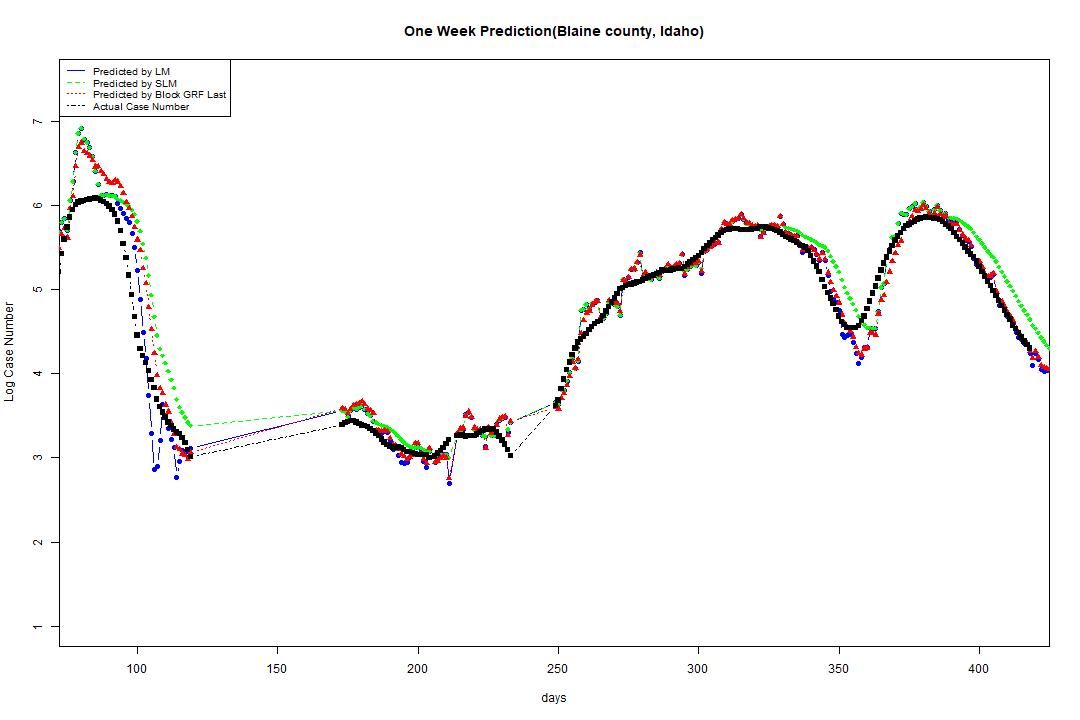 One Week Prediction(Blaine county, Idaho)
Predicted by LM
Predicted by SLM
Predicted by Block GRF Last
Actual Case Number
Log Case Number
7
6
5
4
3
2
1
100 150 200 250 300 350 400
days